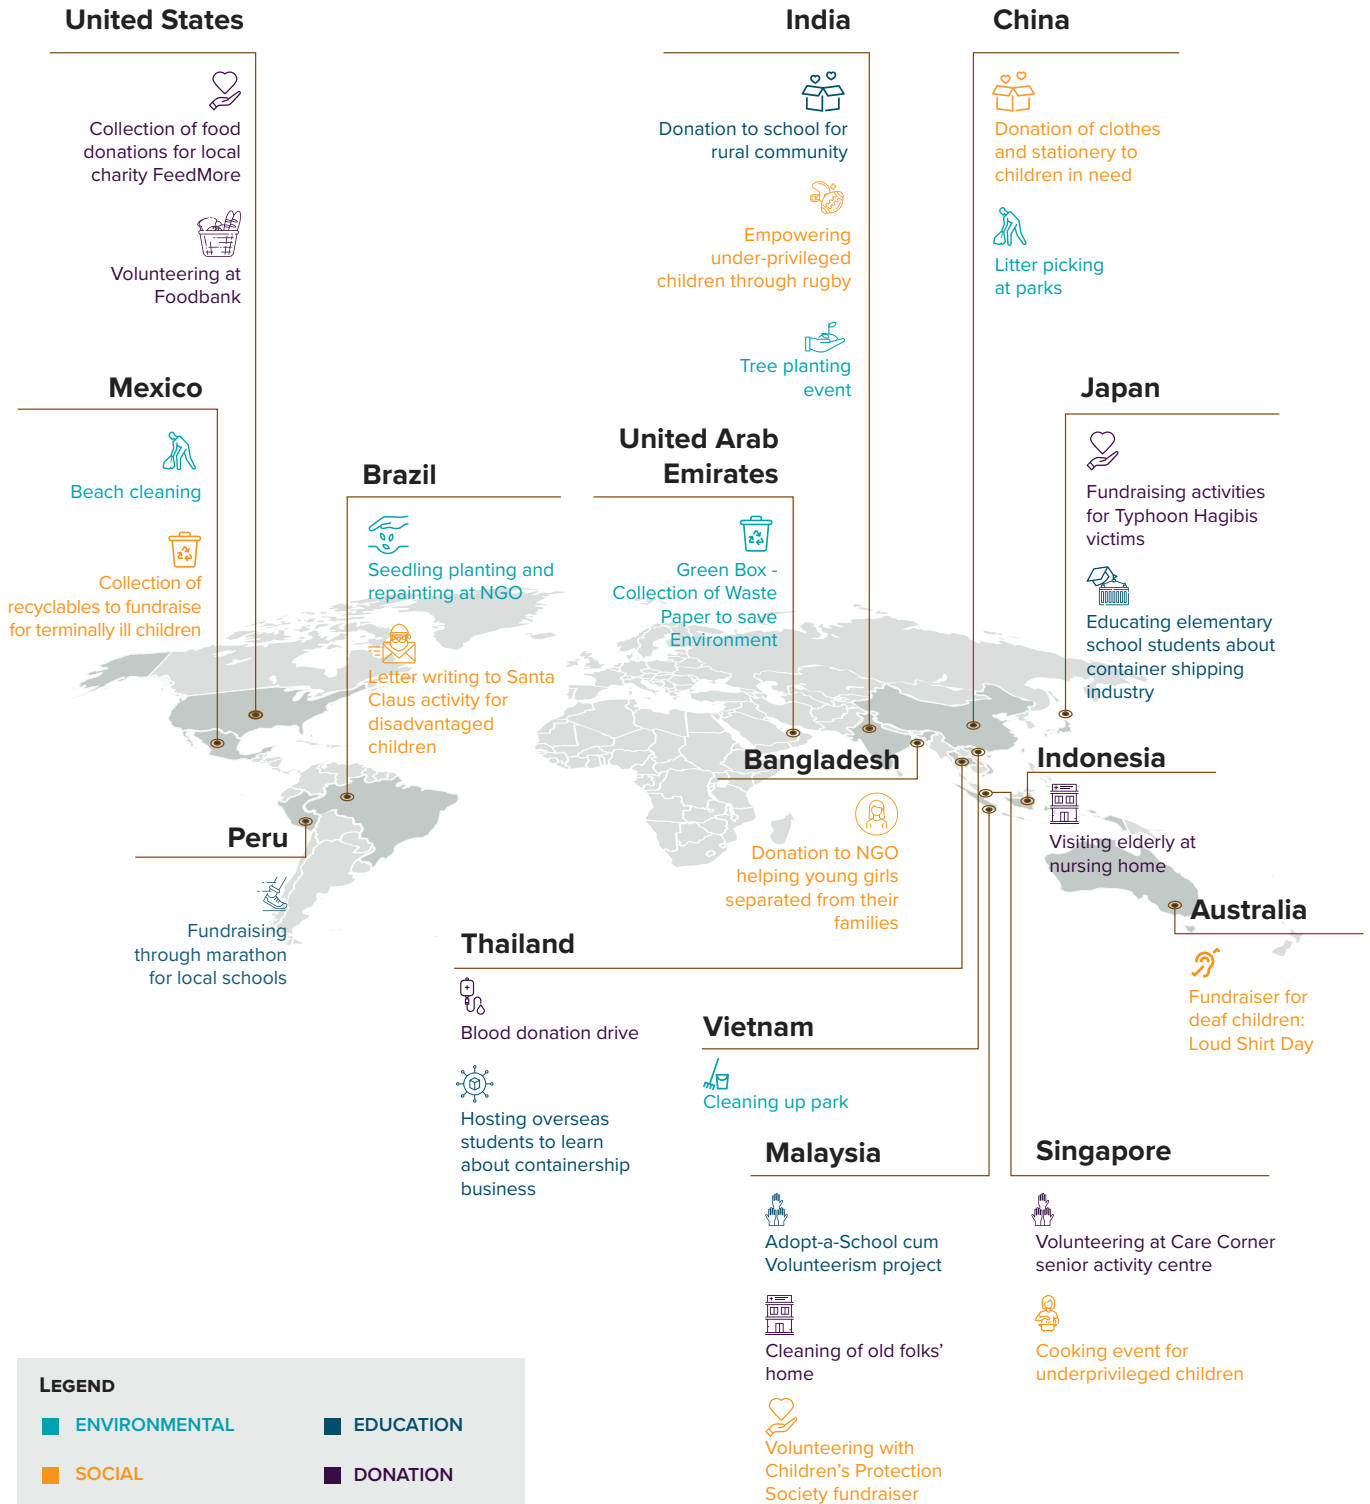 United States
Collection of food
donations for local
charity FeedMore
Volunteering at
Foodbank
India
Donation to school for
rural community
Empowering
under-privileged
children through rugby
Tree planting
event
China
Donation of clothes
and stationery to
children in need
Litter picking
at parks
Mexico
Beach cleaning
Collection of
recyclables to fundraise
for terminally ill children
Brazil
Seedling planting and
repainting at NGO
Letter writing to Santa
Claus activity for
disadvantaged
children
United Arab
Emirates
Green Box -
Collection of Waste
Paper to save
Environment
Japan
Fundraising activities
for Typhoon Hagibis
victims
Educating elementary
school students about
container shipping
industry
Bangladesh
Donation to NGO
helping young girls
separated from their
families
Indonesia
Visiting elderly at
nursing home
Peru
Fundraising
through marathon
for local schools
Australia
Fundraiser for
deaf children:
Loud Shirt Day
Thailand
Blood donation drive
Hosting overseas
students to learn
about containership
business
Vietnam
Cleaning up park
Malaysia
Adopt-a-School cum
Volunteerism project
Cleaning of old folks’
home
Volunteering with
Children’s Protection
Society fundraiser
Singapore
Volunteering at Care Corner
senior activity centre
Cooking event for
underprivileged children
LEGEND
ENVIRONMENTAL
EDUCATION
SOCIAL
DONATION